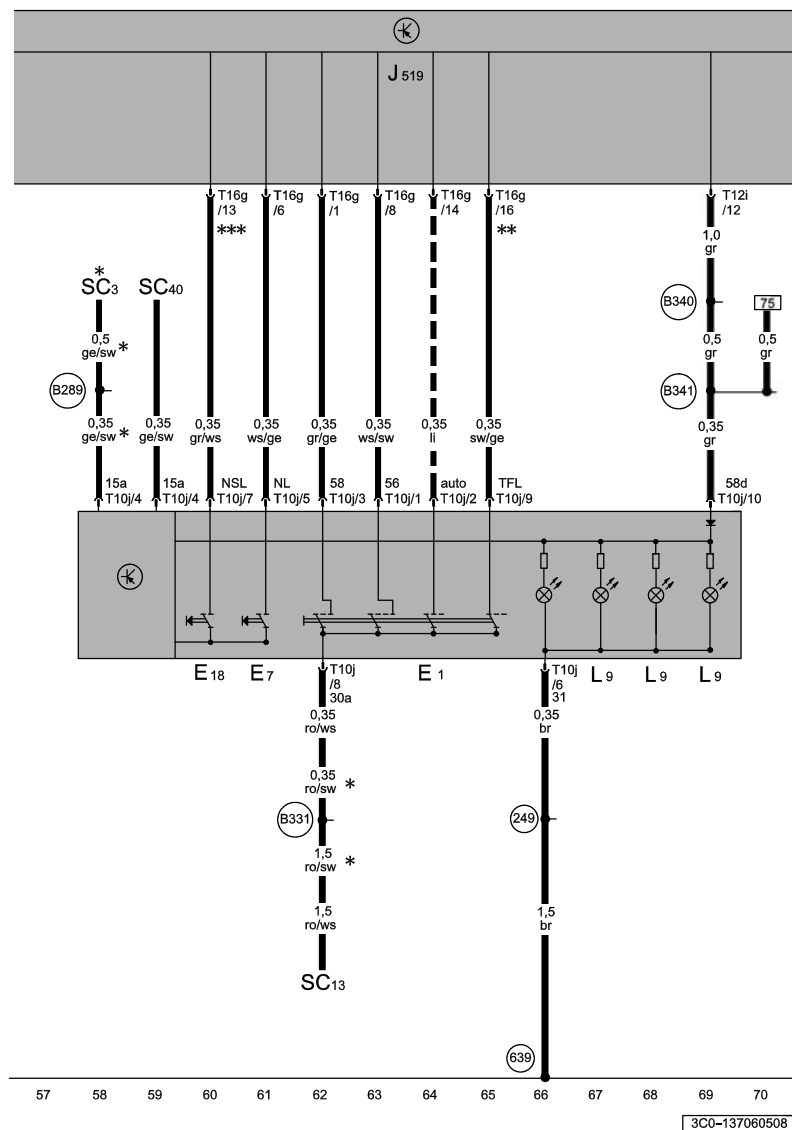 J 519
T16g T16g T16g T16g T16g T16g T12i
/13 /6 /1 /8 /14 /16 /12
*** **
1,0
gr
*
SC3 SC40
B340 75
0,5 0,5 0,5
ge/sw * gr gr
B289 B341
0,35 0,35 0,35 0,35 0,35 0,35 0,35 0,35 0,35
ge/sw * ge/sw gr/ws ws/ge gr/ge ws/sw li sw/ge gr
15a 15a NSL NL 58 56 auto TFL 58d
T10j/4 T10j/4 T10j/7 T10j/5 T10j/3 T10j/1 T10j/2 T10j/9 T10j/10
E 18 E 7 E 1 L 9 L 9 L 9
T10j T10j
/8 /6
30a 31
0,35 0,35
ro/ws br
0,35
ro/sw *
B331 249
1,5
ro/sw *
1,5 1,5
ro/ws br
SC13
639
57 58 59 60 61 62 63 64 65 66 67 68 69 70
3C0-137060508